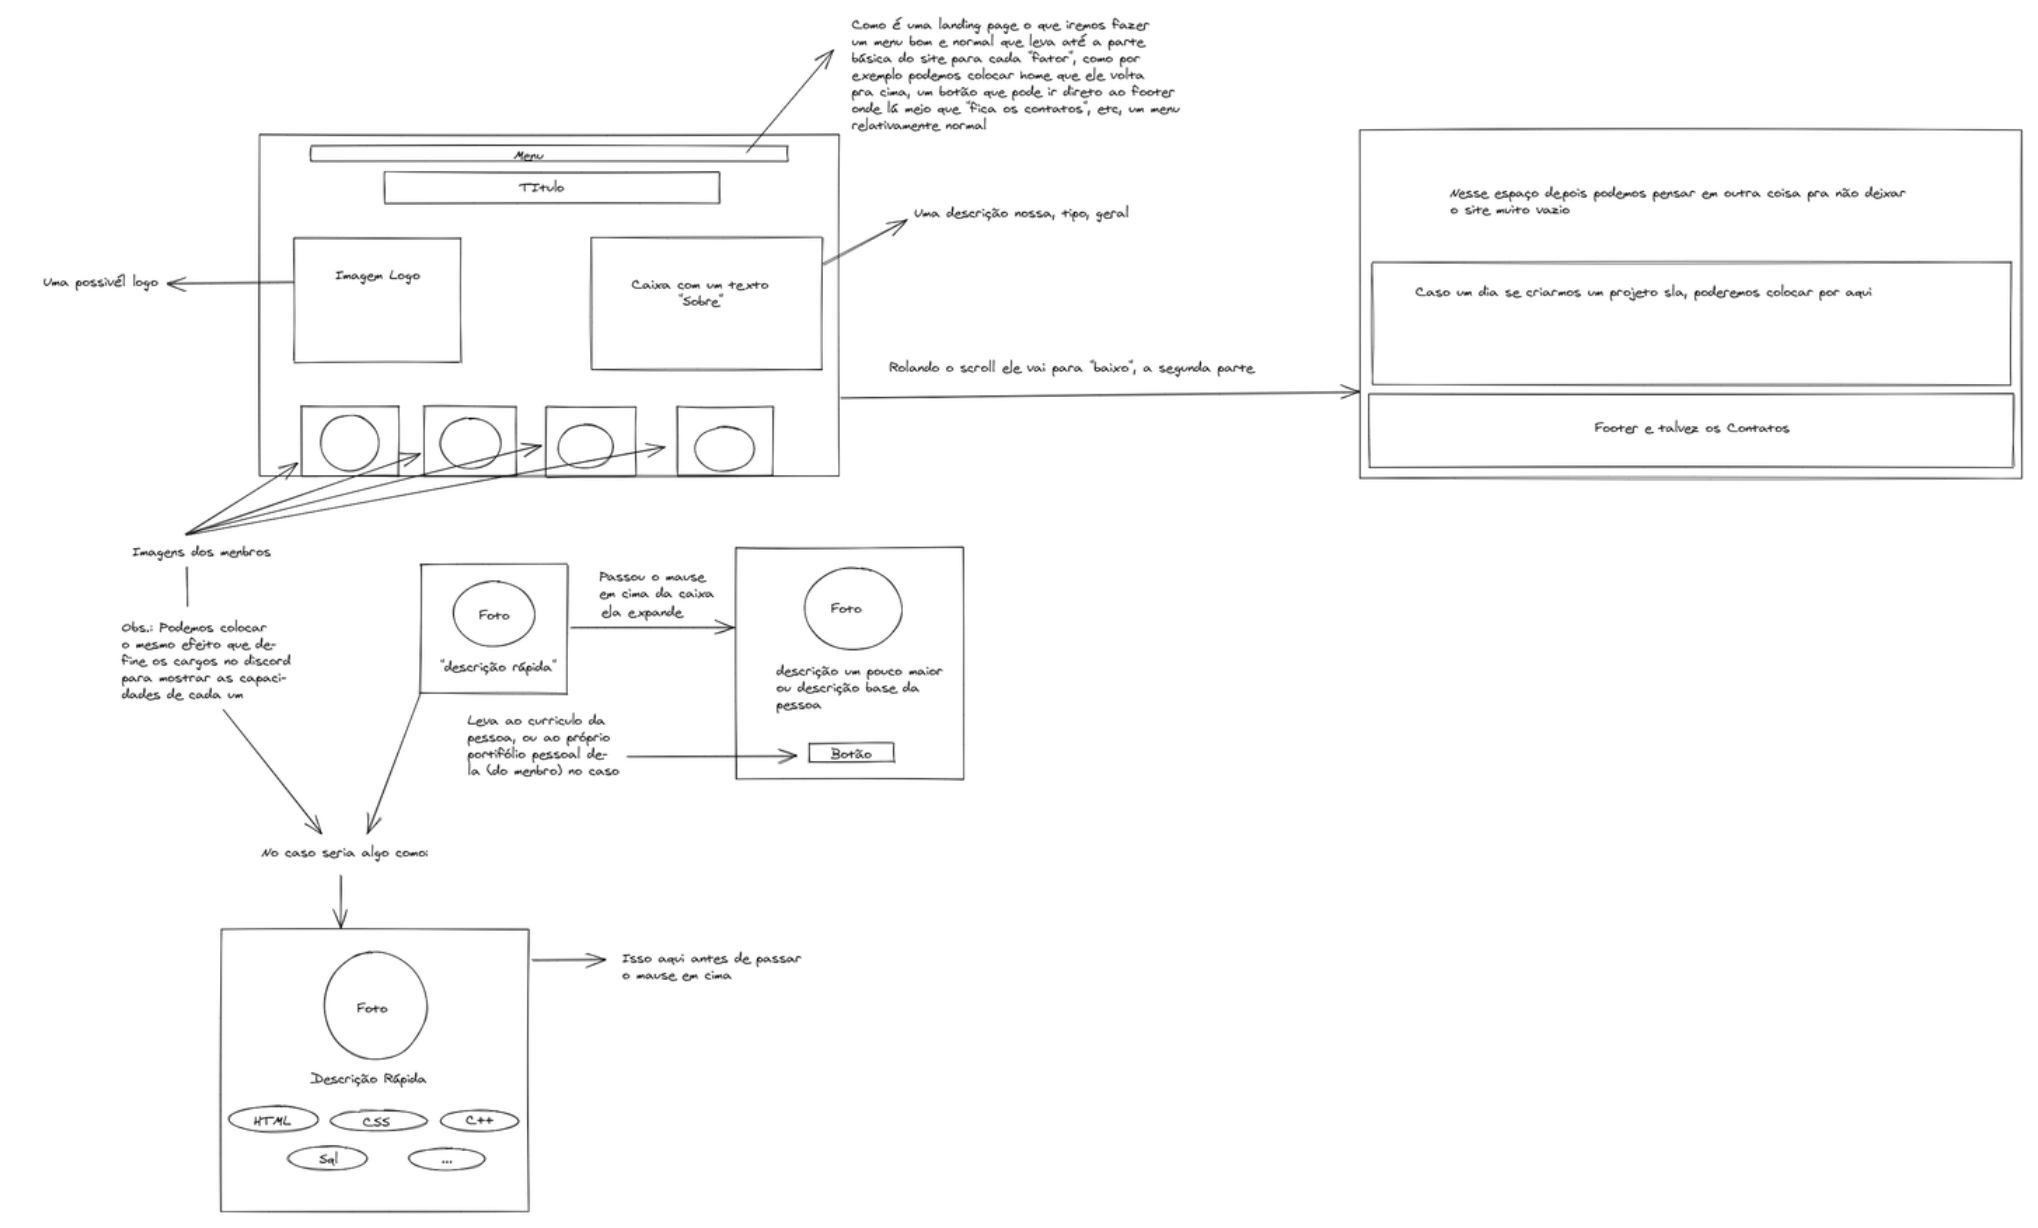 Como é uma landing page o que iremos fazer
um menu bom e normal que leva até a parte
básica do site para cada "fator", como por
exemplo podemos colocar home que ele volta
pra cima, um botão que pode ir direto ao footer
onde lá meio que "fica os contatos", etc, um menu
relativamente normal
Menu
TItulo
Uma descrição nossa, tipo, geral
Uma possivél logo
Imagem Logo
Caixa com um texto
"Sobre"
Rolando o scroll ele vai para "baixo", a segunda parte
Nesse espaço depois podemos pensar em outra coisa pra não deixar
o site muito vazio
Caso um dia se criarmos um projeto sla, poderemos colocar por aqui
Footer e talvez os Contatos
Imagens dos menbros
Obs.: Podemos colocar
o mesmo efeito que de-
fine os cargos no discord
para mostrar as capaci-
dades de cada um
Foto
"descrição rápida"
Passou o mause
em cima da caixa
ela expande
Foto
descrição um pouco maior
ou descrição base da
pessoa
Botão
Leva ao curriculo da
pessoa, ou ao próprio
portifólio pessoal de-
la (do menbro) no caso
No caso seria algo como:
Isso aqui antes de passar
o mause em cima
Foto
Descrição Rápida
HTML
CSS
C++
Sql
...